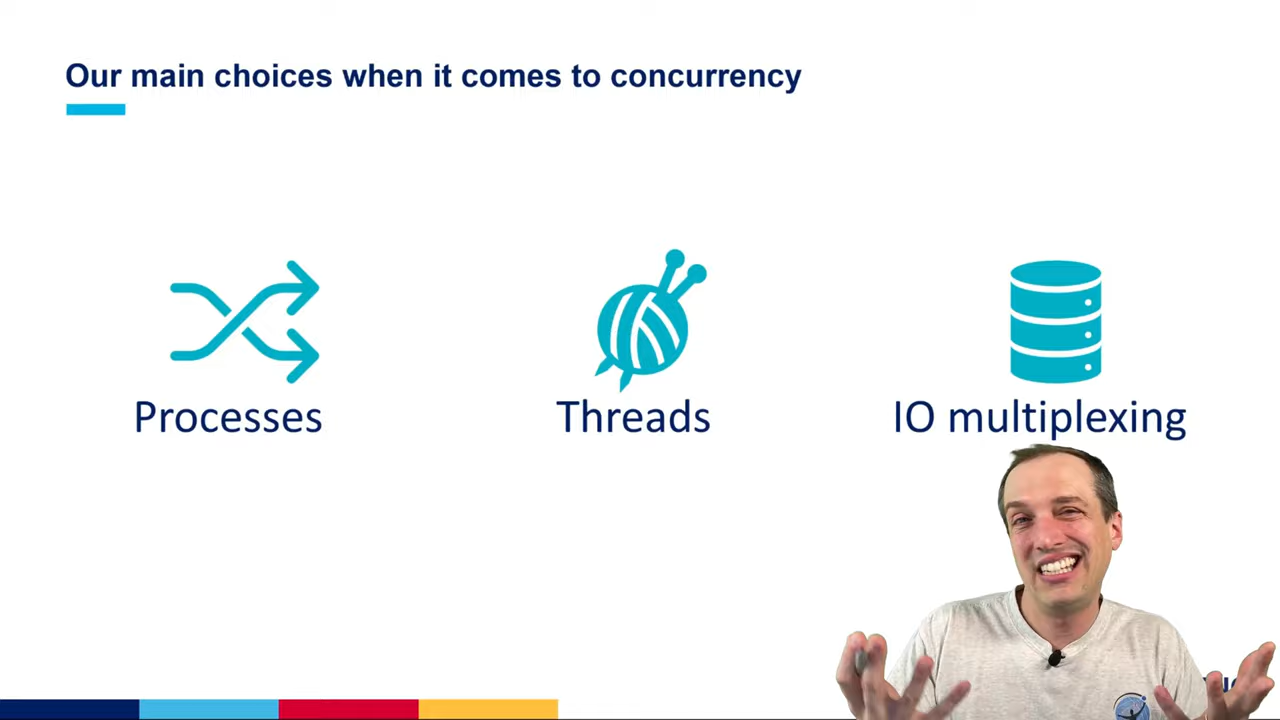 Our main choices when it comes to concurrency
Processes
Threads
IO multiplexing